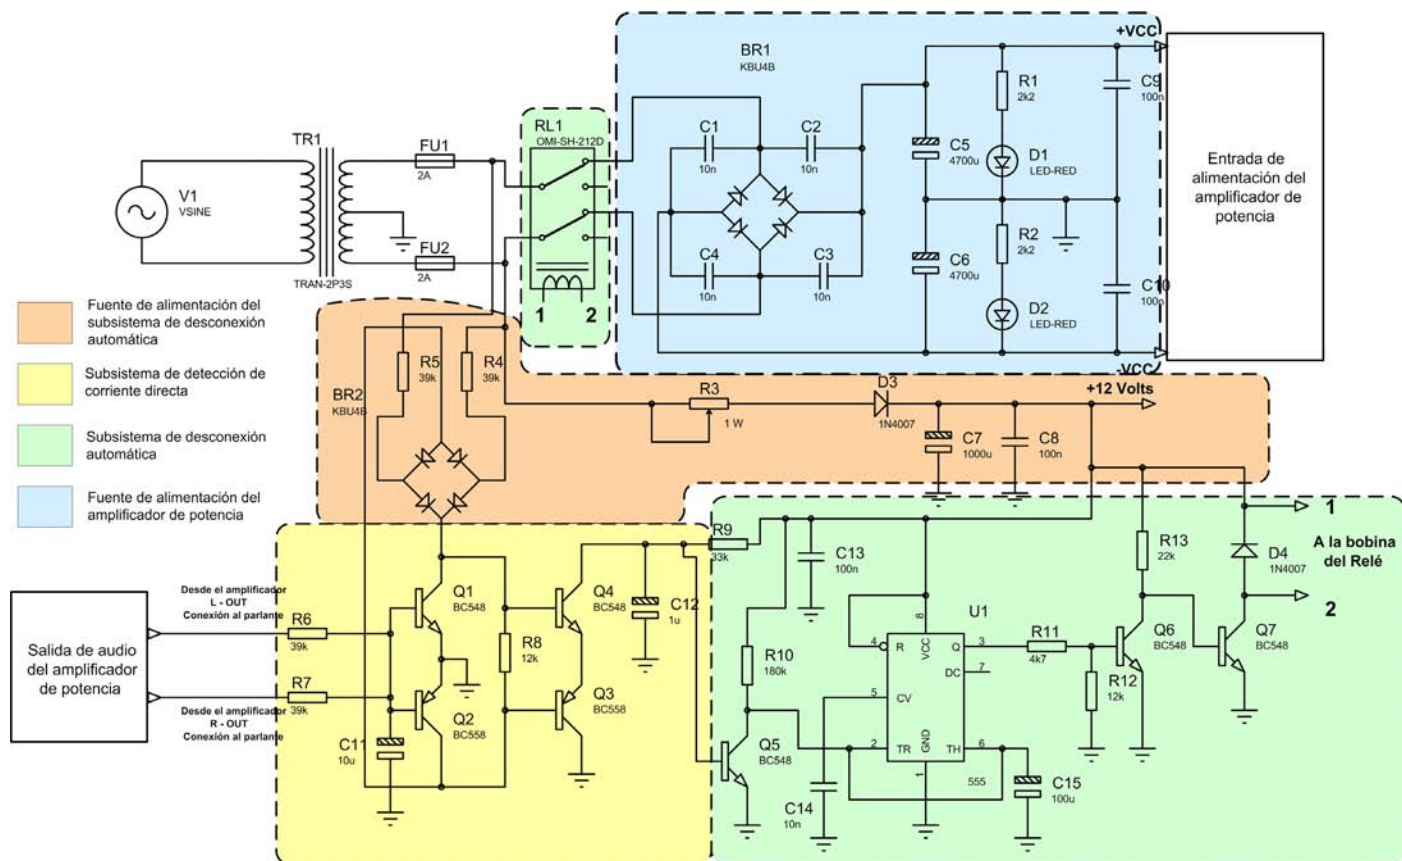 +VCC
BR1
KBU4B
R1
2k2
C9
100n
RL1
OMI-SH-212D
C1
10n
C2
10n
TR1
FU1
2A
C5
4700u
D1
LED-RED
Entrada de
alimentación del
amplificador de
potencia
V1
VSINE
FU2
2A
C4
10n
C3
10n
C6
4700u
R2
2k2
C10
100n
TRAN-2P3S
1 2
D2
LED-RED
-VCC
Fuente de alimentación del
subsistema de desconexión
automática
Subsistema de detección de
corriente directa
Subsistema de desconexión
automática
Fuente de alimentación del
amplificador de potencia
R5
39k
R4
39k
BR2
KBU4B
R3
1 W
D3
1N4007
+12 Volts
C7
1000u
C8
100n
R9
33k
C13
100n
R13
22k
1
A la bobina
del Relé
2
D4
1N4007
Desde el amplificador
L - OUT
Conexión al parlante
Salida de audio
del amplificador
de potencia
R6
39k
R7
39k
Desde el amplificador
R - OUT
Conexión al parlante
Q1
BC548
Q4
BC548
C12
1u
R8
12k
Q2
BC558
Q3
BC558
C11
10u
R10
180k
Q5
BC548
C14
10n
U1
8
VCC
4
R
Q
3
DC
7
5
CV
2
TR
GND
1
TH
6
555
R11
4k7
R12
12k
Q6
BC548
Q7
BC548
C15
100u